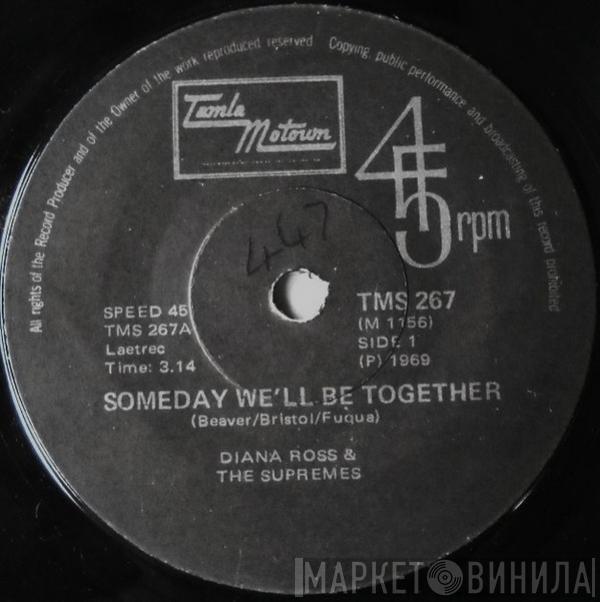 All rights of the Record Producer and of the Owner of the work reproduced reserved
Copying, public performance and broadcasting of this record prohibited
Tamla
Motown
45 rpm
447
SPEED 45
TMS 267A
Laetrec
Time: 3.14
TMS 267
(M 1156)
SIDE 1
(P) 1969
SOMEDAY WE'LL BE TOGETHER
(Beaver/Bristol/Fuqua)
DIANA ROSS &
THE SUPREMES
МАРКЕТ ВИНИЛА